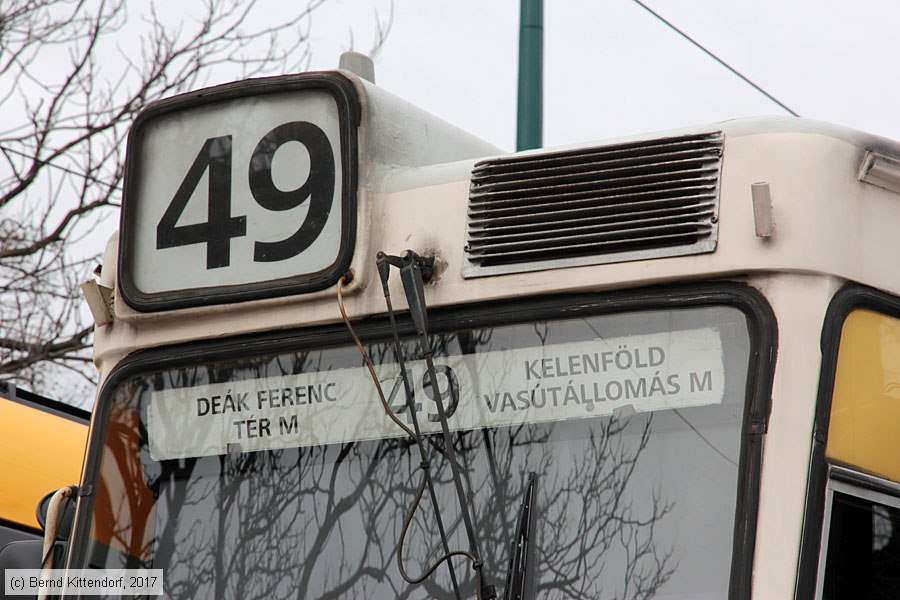 49
DEÁK FERENC
TÉR M
49
KELENFÖLD
VASÚTÁLLOMÁS M
(c) Bernd Kittendorf, 2017